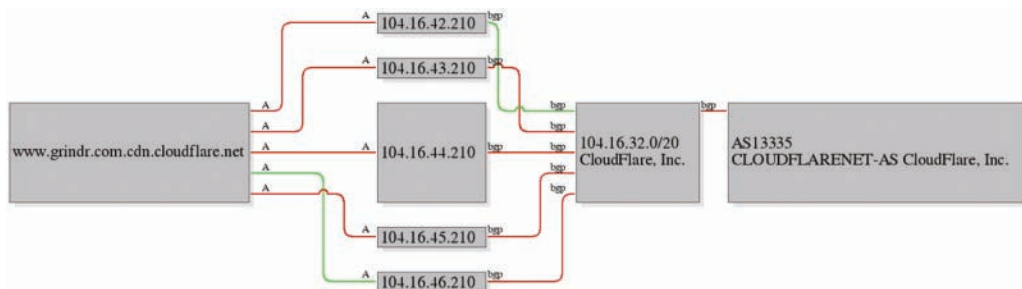 A
104.16.42.210
bgp
A
104.16.43.210
bgp
A
A
A
A
A
www.grindr.com.cdn.cloudflare.net
A
104.16.44.210
bgp
bgp
bgp
bgp
bgp
bgp
104.16.32.0/20
CloudFlare, Inc.
bgp
AS13335
CLOUDFLARENET-AS CloudFlare, Inc.
A
104.16.45.210
bgp
A
104.16.46.210
bgp